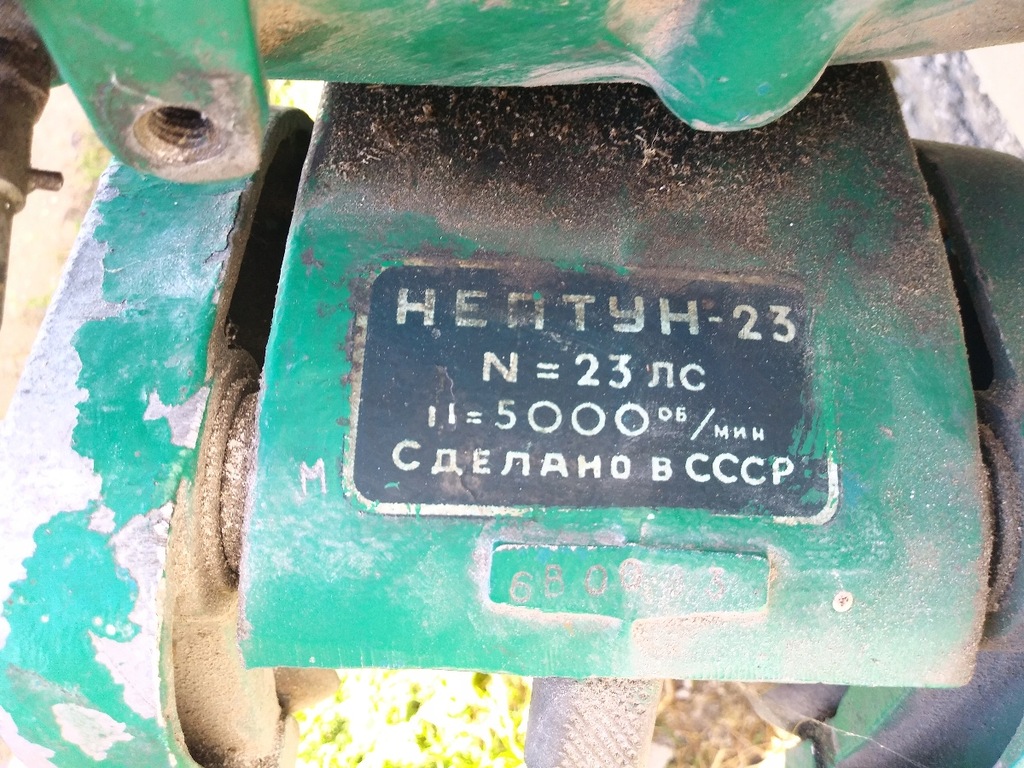 НЕПТУН-23
N = 23 ЛС
n = 5000 ОБ/МИН
СДЕЛАНО В СССР
М